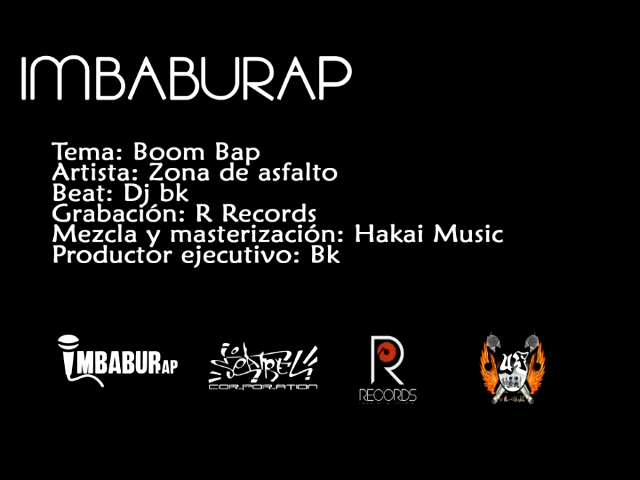 IMBABURAP
Tema: Boom Bap
Artista: Zona de asfalto
Beat: Dj bk
Grabación: R Records
Mezcla y masterización: Hakai Music
Productor ejecutivo: Bk
IMBABURAP
CORPORATION
R
RECORDS